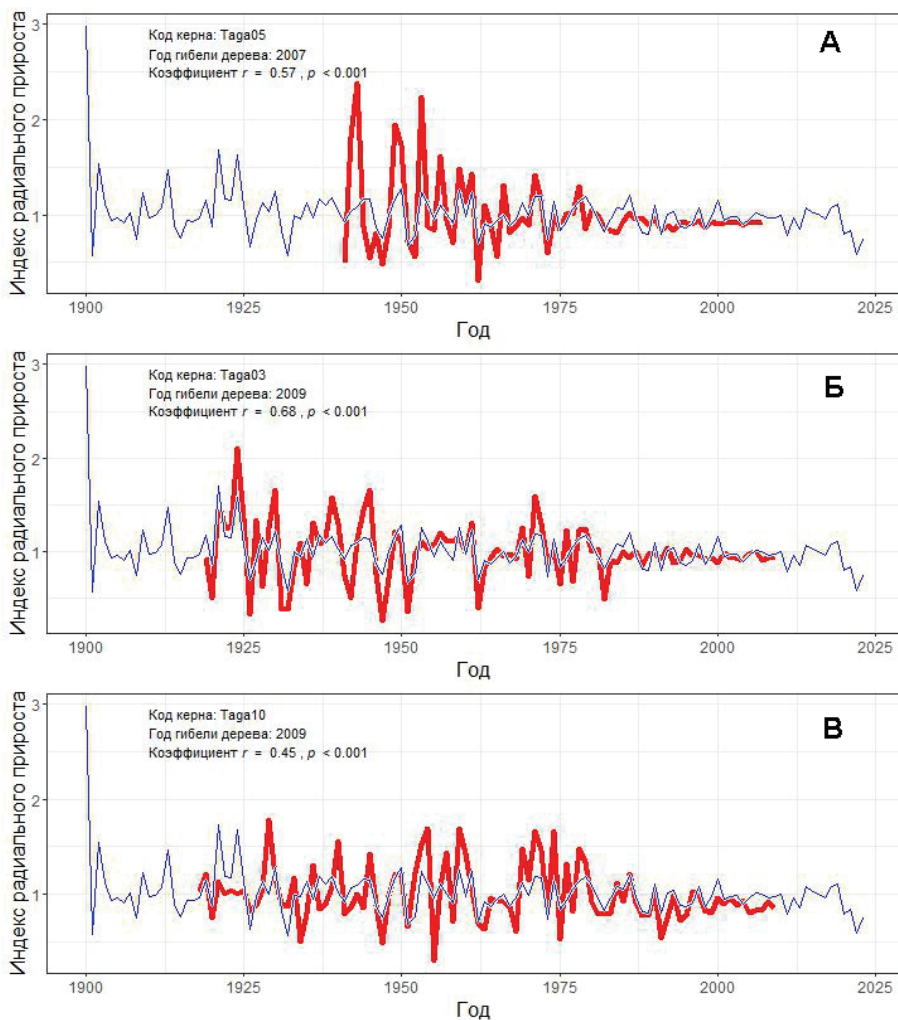 А
Код керна: Taga05
Год гибели дерева: 2007
Коэффициент r = 0.57 , p < 0.001
Индекс радиального прироста
3
2
1
1900 1925 1950 1975 2000 2025
Год
Б
Код керна: Taga03
Год гибели дерева: 2009
Коэффициент r = 0.68 , p < 0.001
Индекс радиального прироста
3
2
1
1900 1925 1950 1975 2000 2025
Год
В
Код керна: Taga10
Год гибели дерева: 2009
Коэффициент r = 0.45 , p < 0.001
Индекс радиального прироста
3
2
1
1900 1925 1950 1975 2000 2025
Год